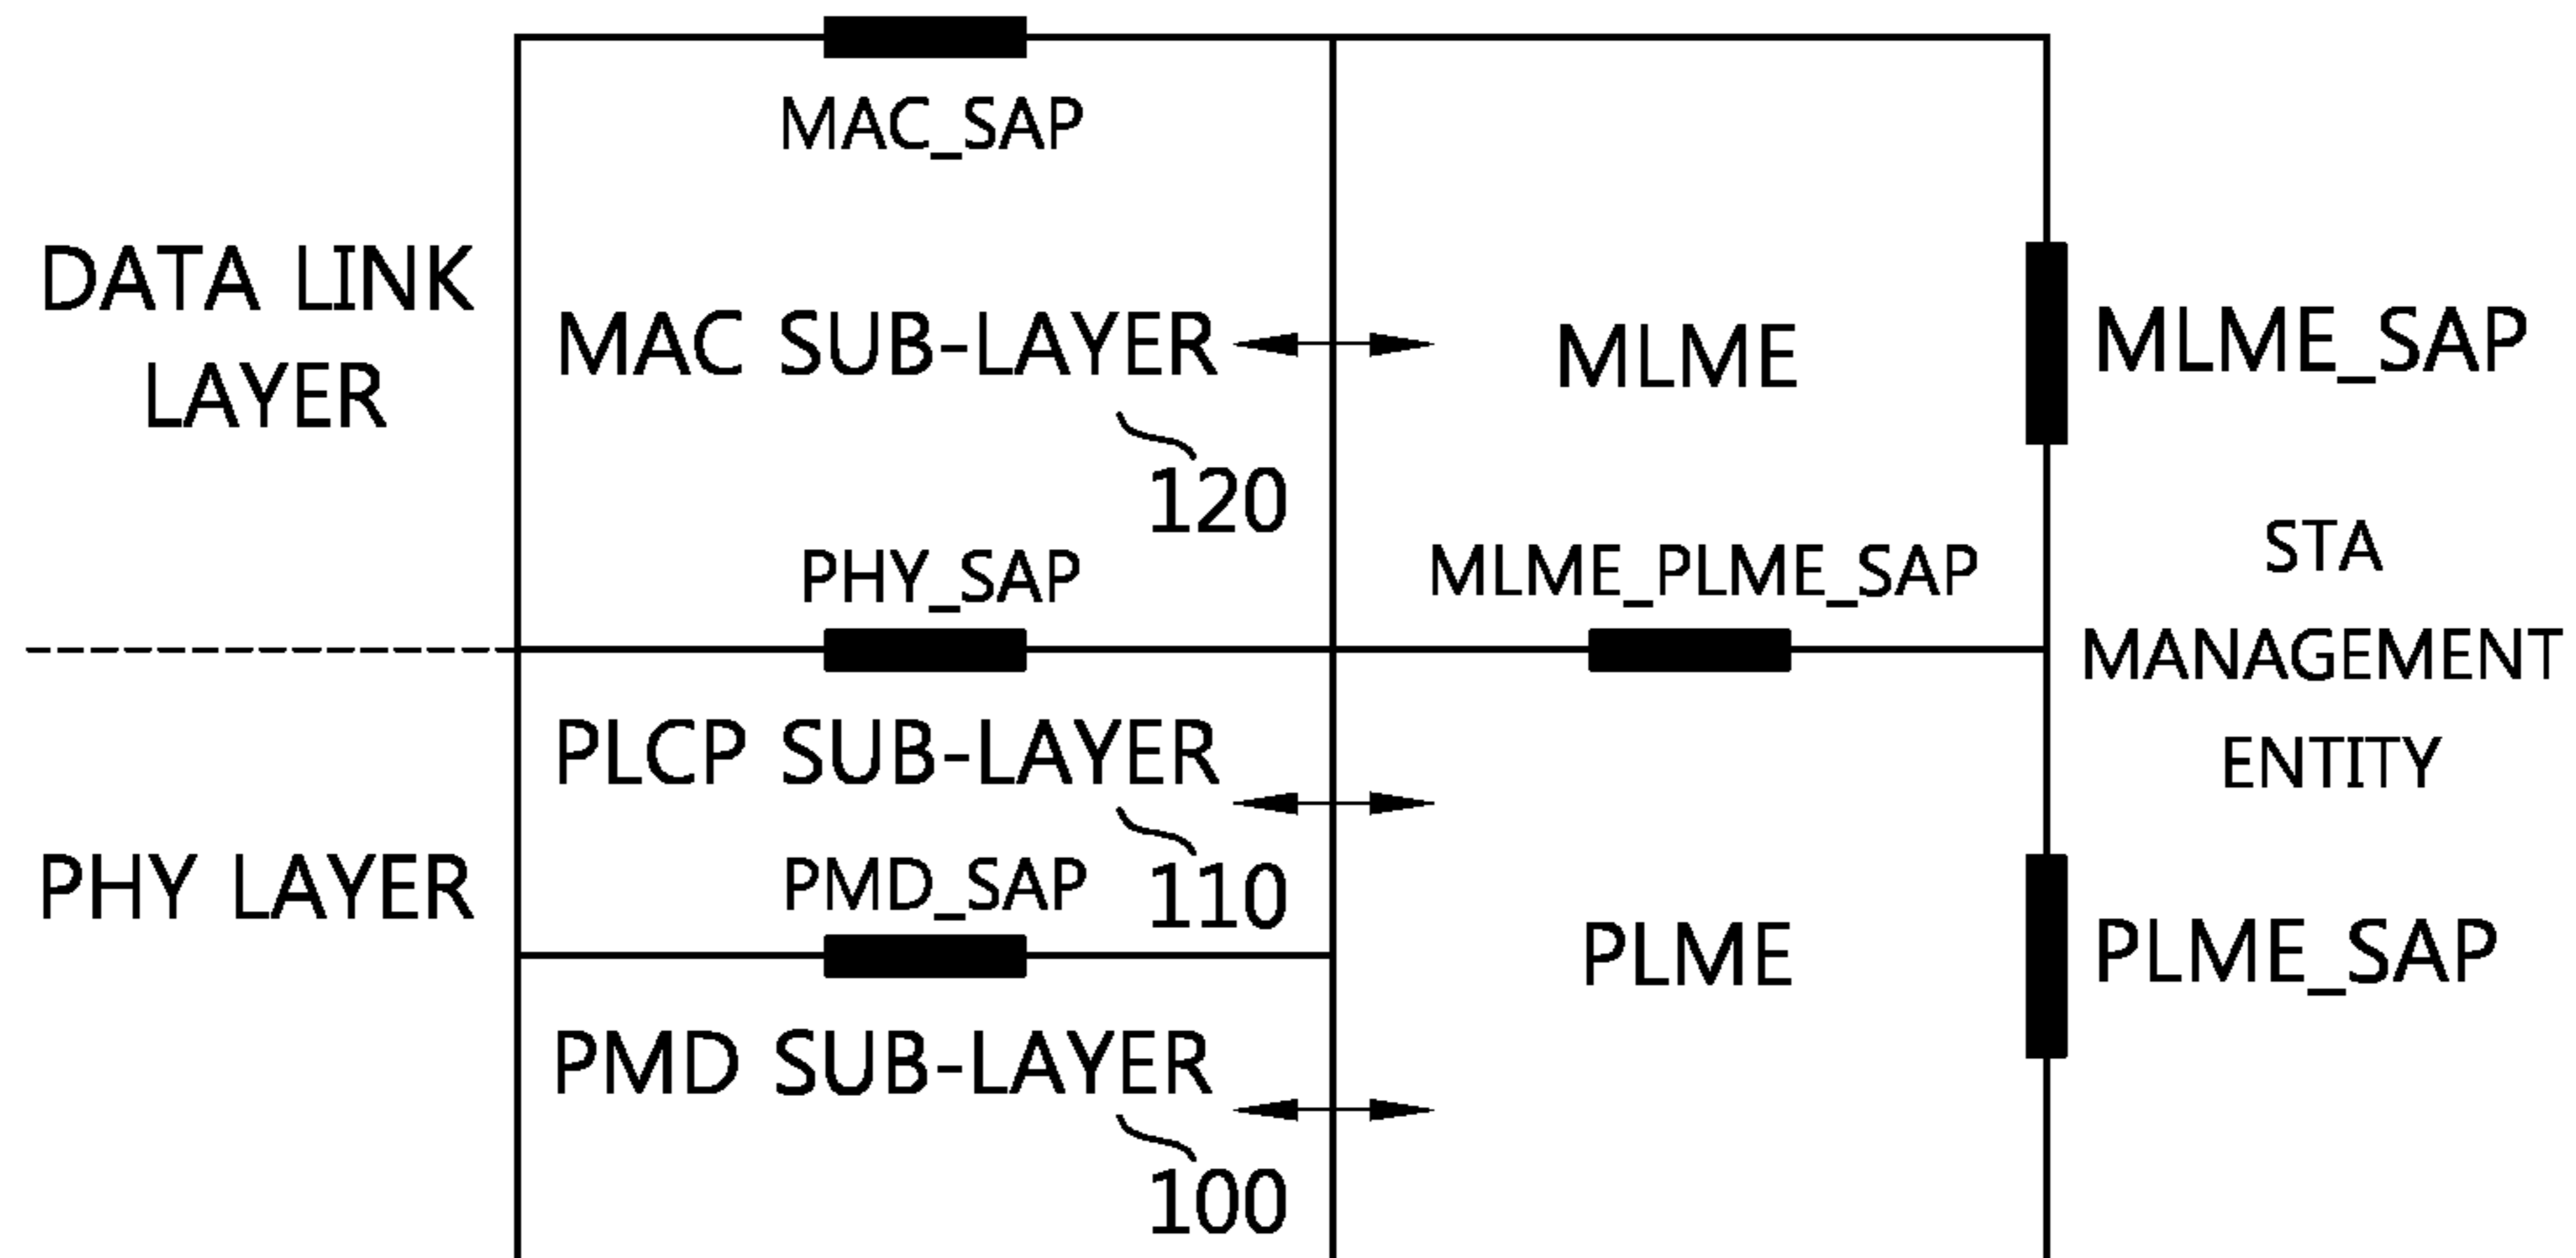 MAC_SAP
DATA LINK
LAYER
MAC SUB-LAYER
120
MLME
MLME_SAP
PHY_SAP
MLME_PLME_SAP
STA
MANAGEMENT
ENTITY
PHY LAYER
PLCP SUB-LAYER
110
PMD_SAP
PLME
PLME_SAP
PMD SUB-LAYER
100